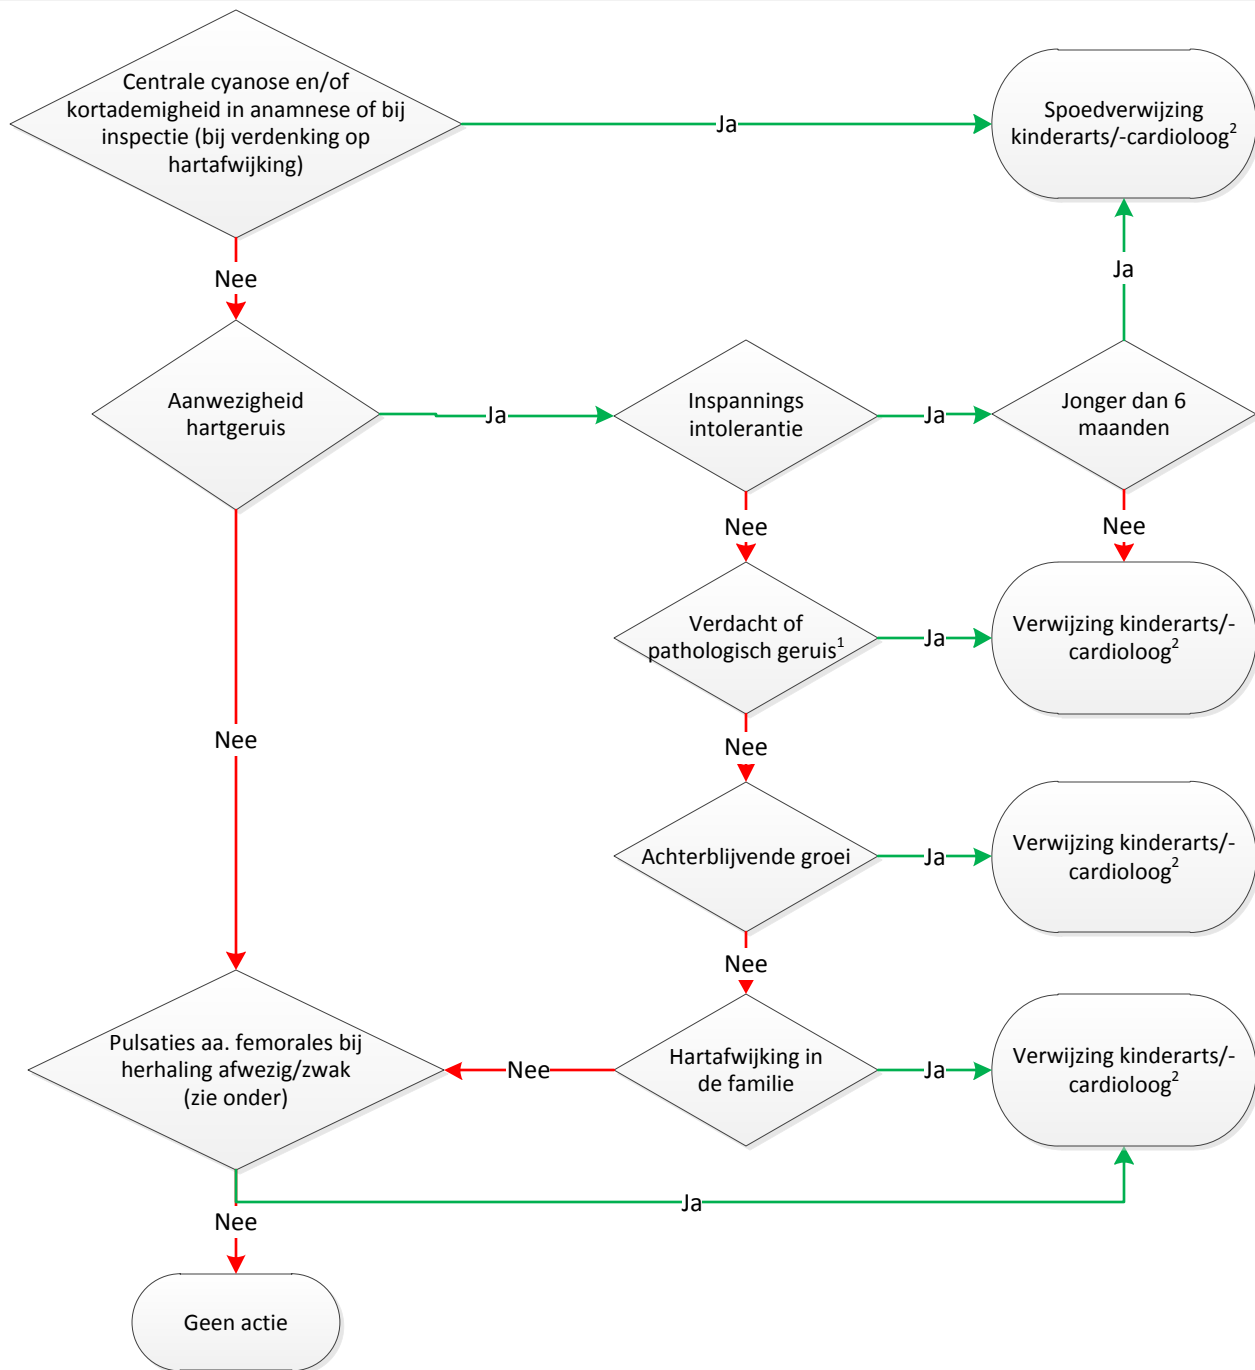 Centrale cyanose en/of
kortademigheid in anamnese of bij
inspectie (bij verdenking op
hartafwijking)
Ja
Spoedverwijzing
kinderarts/-cardioloog²
Nee
Ja
Aanwezigheid
hartgeruis
Ja
Inspannings
intolerantie
Ja
Jonger dan 6
maanden
Nee
Nee
Verdacht of
pathologisch geruis¹
Ja
Verwijzing kinderarts/-
cardioloog²
Nee
Nee
Achterblijvende groei
Ja
Verwijzing kinderarts/-
cardioloog²
Nee
Pulsaties aa. femorales bij
herhaling afwezig/zwak
(zie onder)
Nee
Hartafwijking in
de familie
Ja
Verwijzing kinderarts/-
cardioloog²
Ja
Nee
Geen actie